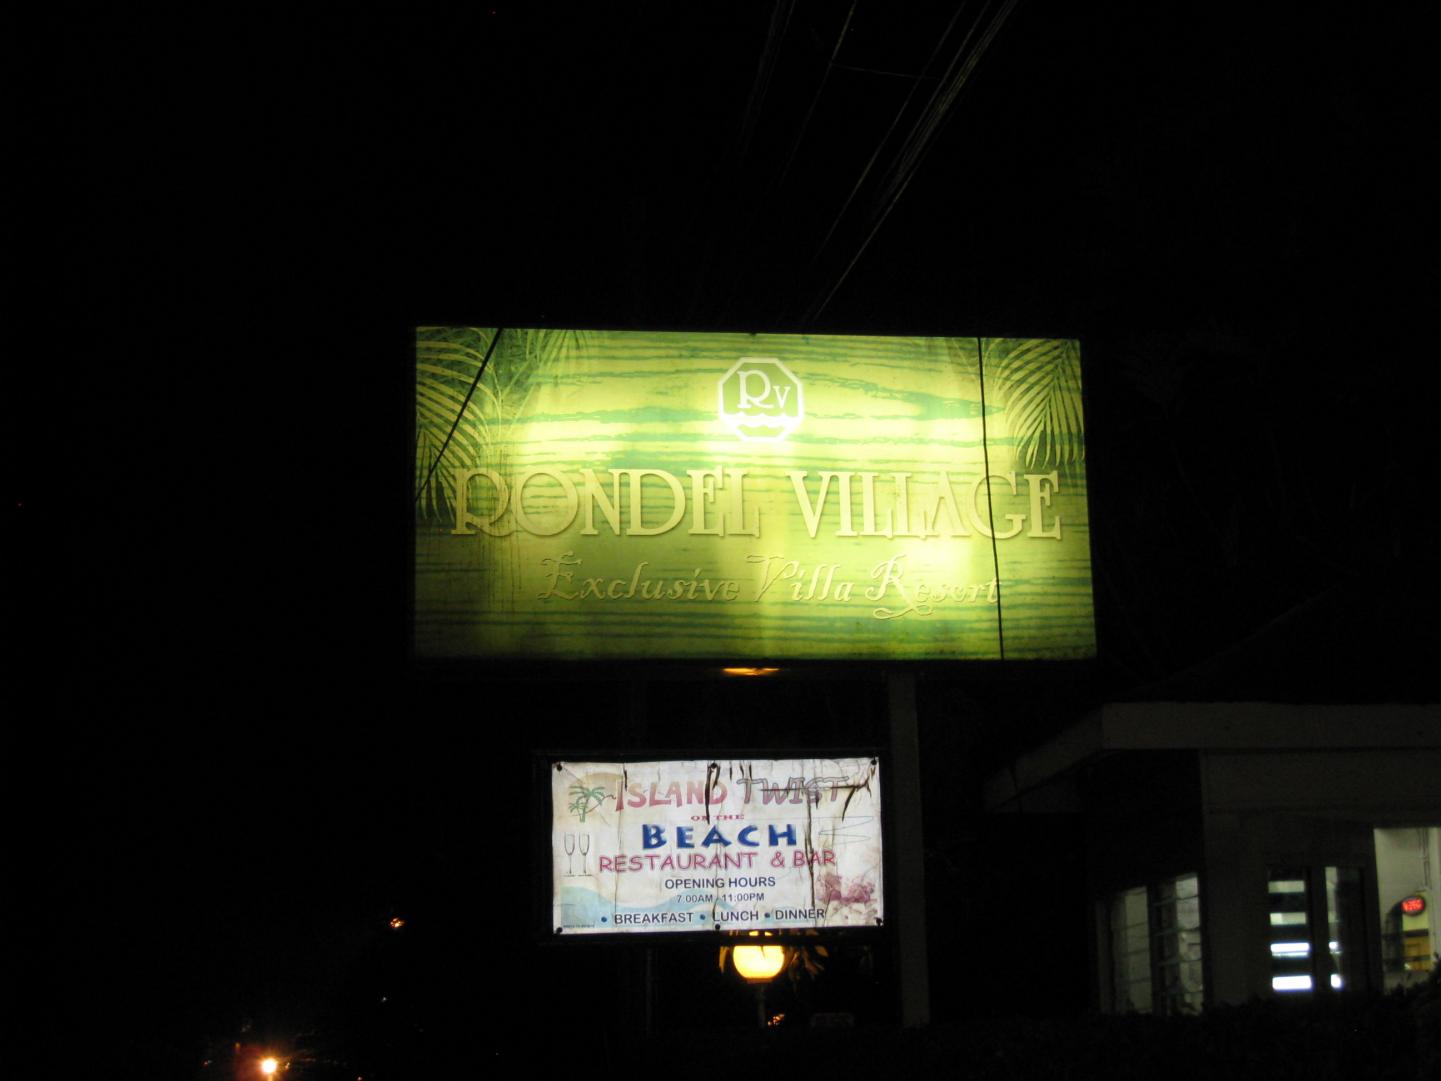 RV
RONDEL VILLAGE
Exclusive Villa Resort
ISLAND TWIST
ON THE
BEACH
RESTAURANT & BAR
OPENING HOURS
7:00AM - 11:00PM
• BREAKFAST • LUNCH • DINNER